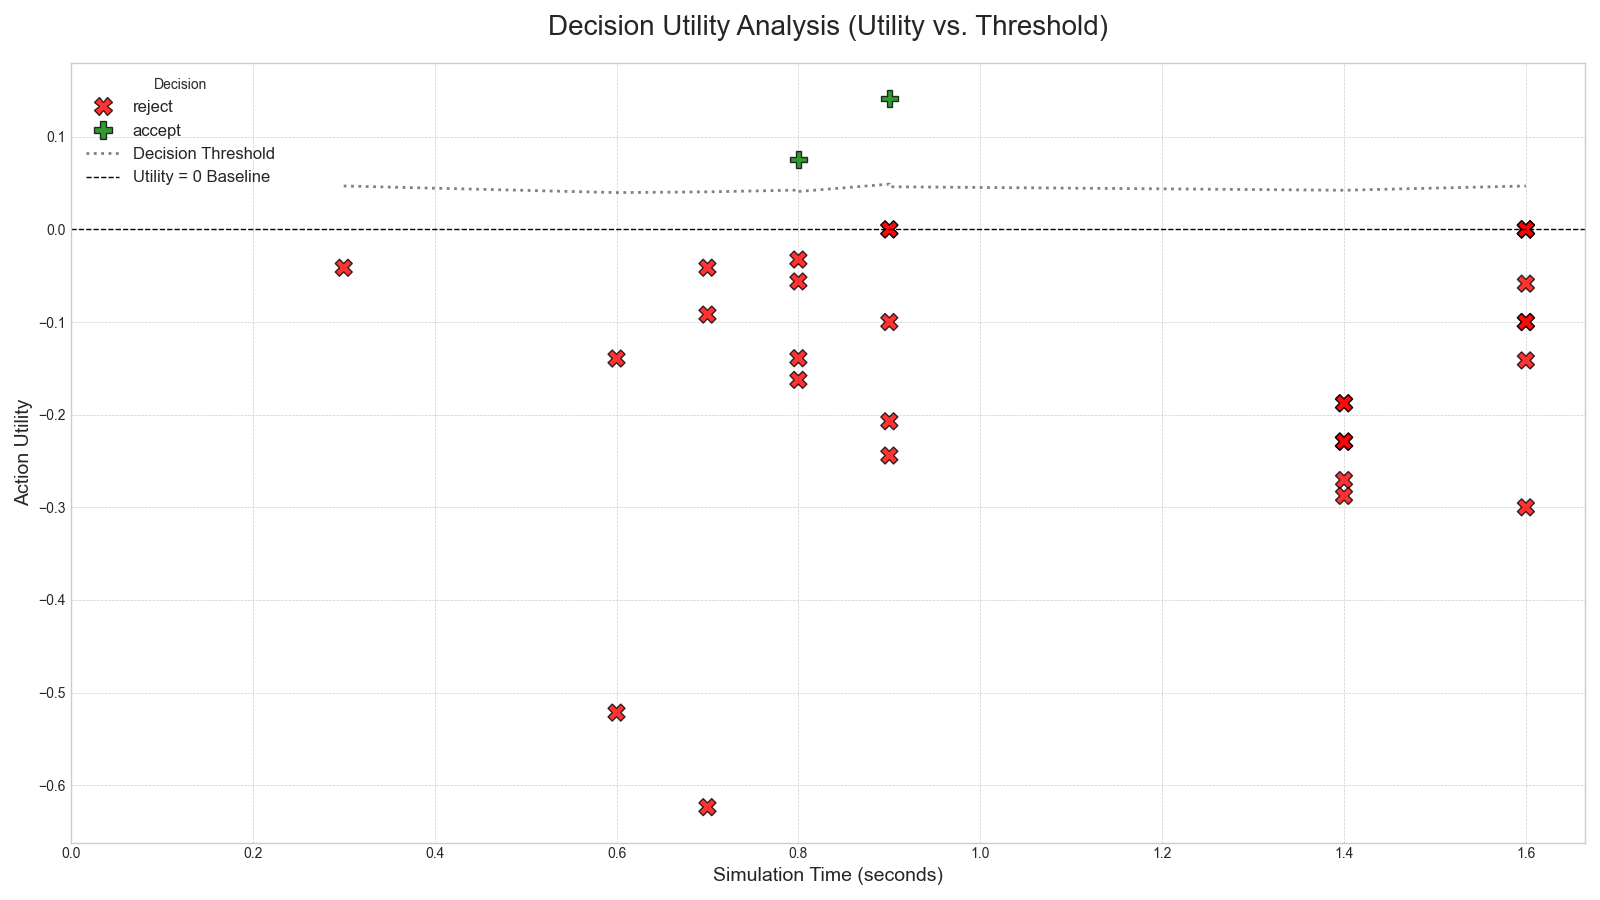 Decision Utility Analysis (Utility vs. Threshold)
Decision
reject
accept
Decision Threshold
Utility = 0 Baseline
Action Utility
0.1
0.0
−0.1
−0.2
−0.3
−0.4
−0.5
−0.6
0.0 0.2 0.4 0.6 0.8 1.0 1.2 1.4 1.6
Simulation Time (seconds)